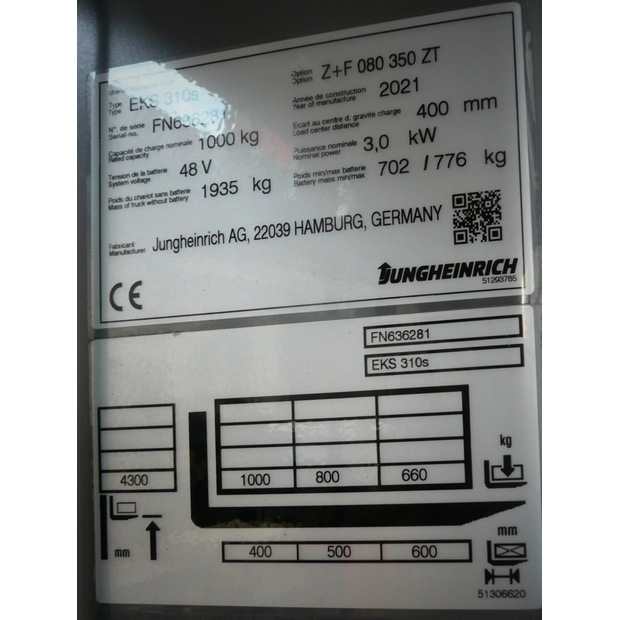 Type
Type EKS 310s
Option
Option Z+F 080 350 ZT
N°. de série
Serial-no. FN636281
Année de construction
Year of manufacture 2021
Capacité de charge nominale
Rated capacity 1000 kg
Ecart au centre d. gravité charge
Load center distance 400 mm
Tension de la batterie
System voltage 48 V
Puissance nominale
Nominal power 3,0 kW
Poids du chariot sans batterie
Mass of truck without battery 1935 kg
Poids min/max batterie
Battery mass min/max 702 / 776 kg
Fabricant
Manufacturer Jungheinrich AG, 22039 HAMBURG, GERMANY
JUNGHEINRICH
51293785
CE
FN636281
EKS 310s
kg
4300 1000 800 660
mm
mm
400 500 600
51306620